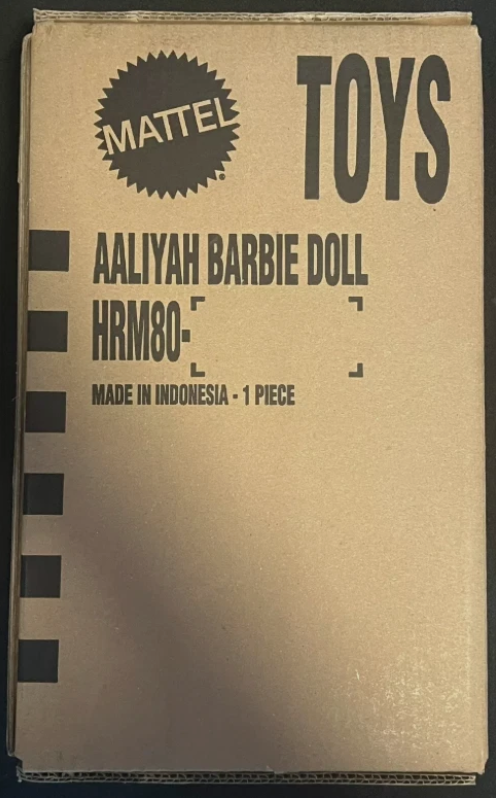 MATTEL
TOYS
AALIYAH BARBIE DOLL
HRM80-
MADE IN INDONESIA - 1 PIECE